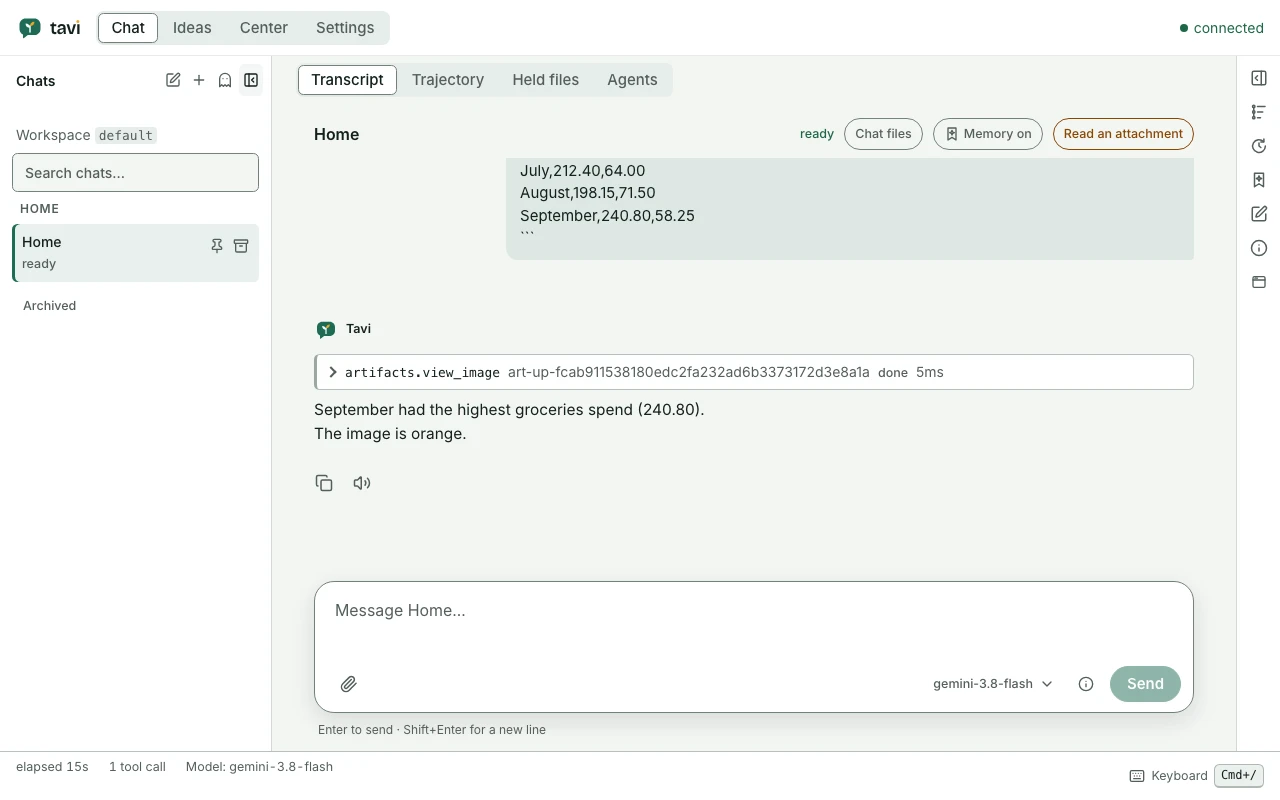 tavi
Chat Ideas Center Settings
connected
Chats
Workspace default
Search chats...
HOME
Home
ready
Archived
Transcript Trajectory Held files Agents
Home
ready Chat files Memory on Read an attachment
July,212.40,64.00
August,198.15,71.50
September,240.80,58.25
```
Tavi
artifacts.view_image art-up-fcab911538180edc2fa232ad6b3373172d3e8a1a done 5ms
September had the highest groceries spend (240.80).
The image is orange.
Message Home...
gemini-3.8-flash
Send
Enter to send · Shift+Enter for a new line
elapsed 15s 1 tool call Model: gemini-3.8-flash
Keyboard Cmd+/